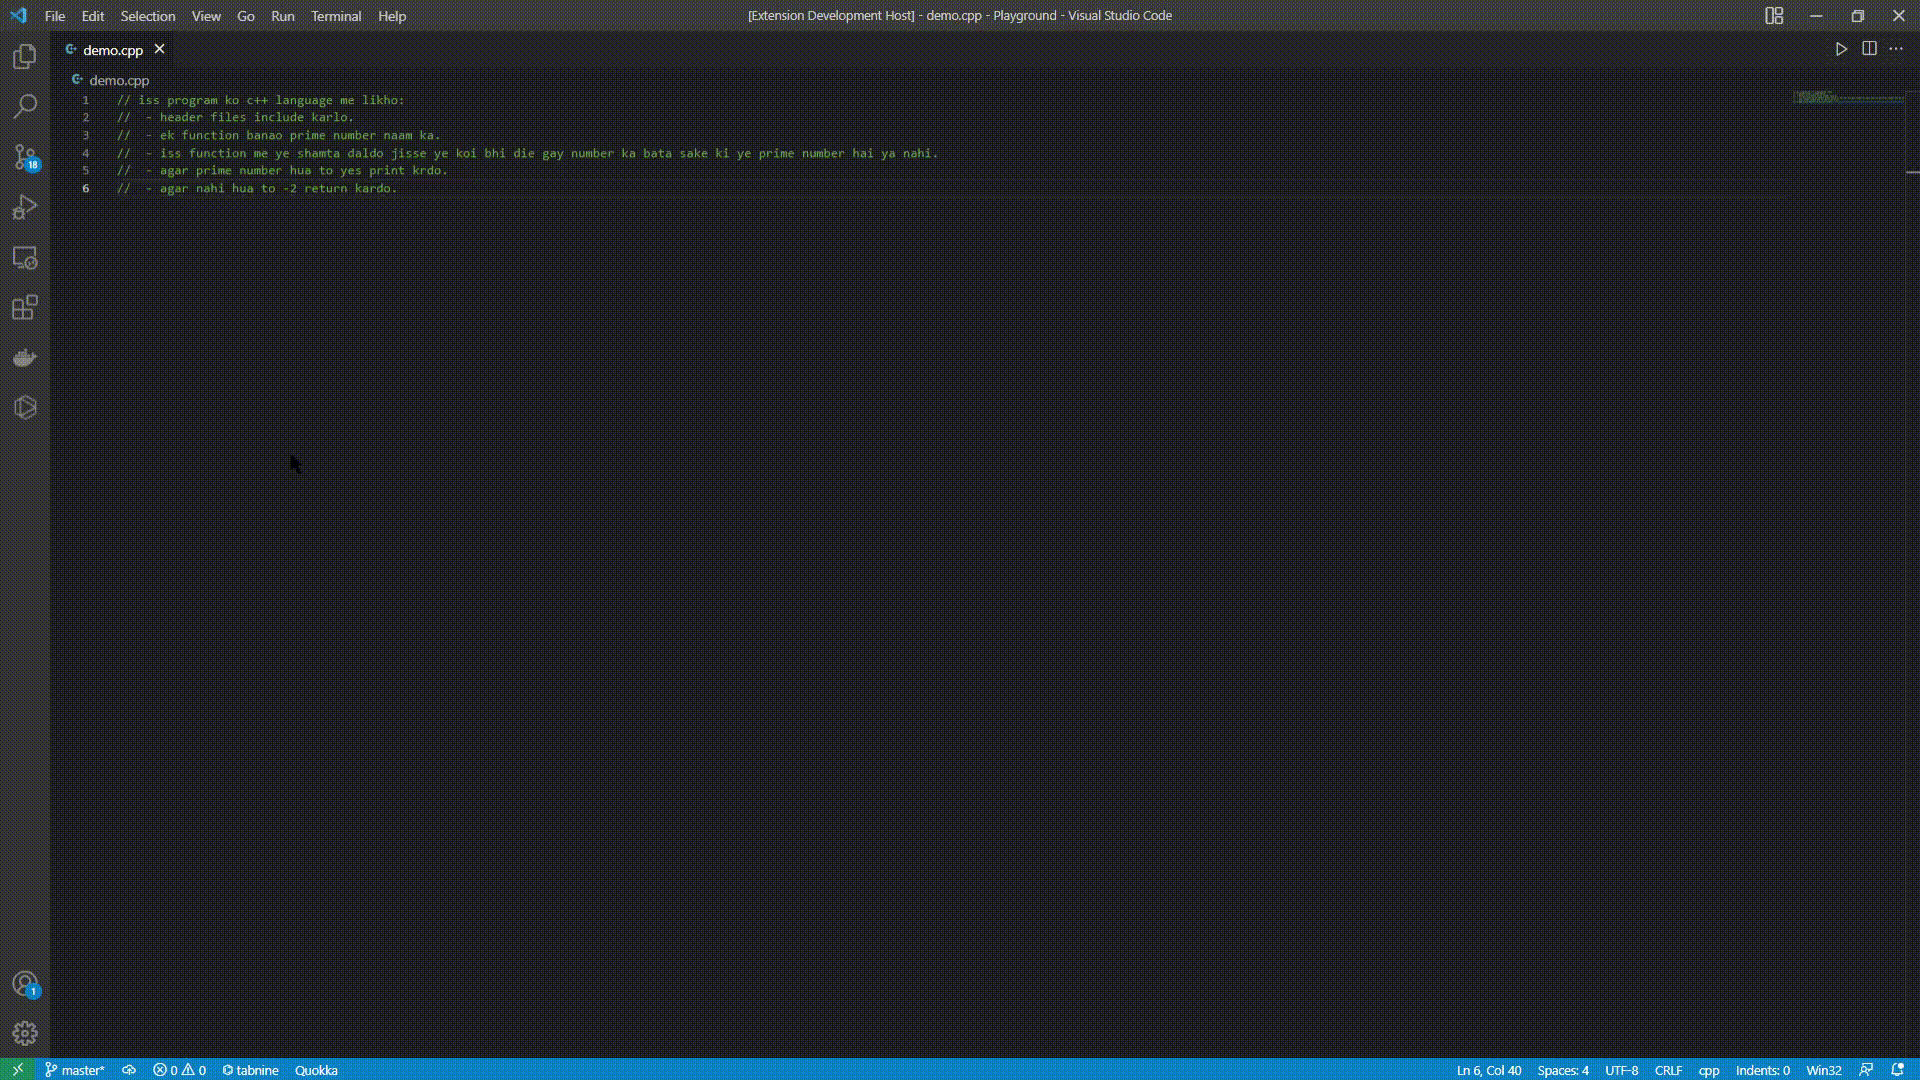 File Edit Selection View Go Run Terminal Help
[Extension Development Host] - demo.cpp - Playground - Visual Studio Code
demo.cpp
demo.cpp
1 // iss program ko c++ language me likho:
2 //  - header files include karlo.
3 //  - ek function banao prime number naam ka.
4 //  - iss function me ye shamta daldo jisse ye koi bhi die gay number ka bata sake ki ye prime number hai ya nahi.
5 //  - agar prime number hua to yes print krdo.
6 //  - agar nahi hua to -2 return kardo.
18
1
master* 0 0 tabnine Quokka Ln 6, Col 40 Spaces: 4 UTF-8 CRLF cpp Indents: 0 Win32